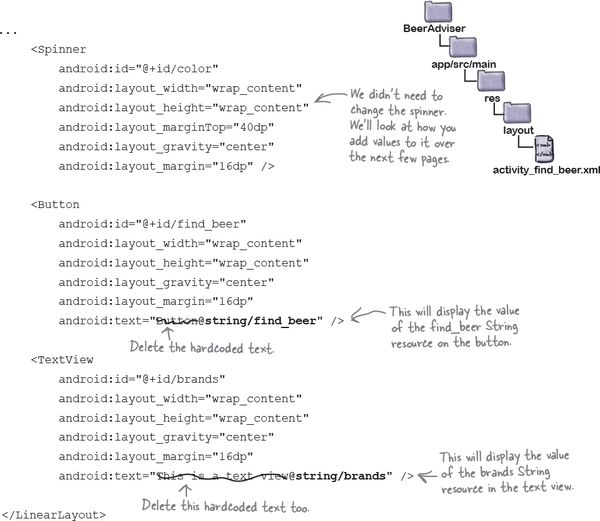 ...
<Spinner
android:id="@+id/color"
android:layout_width="wrap_content"
android:layout_height="wrap_content"
android:layout_marginTop="40dp"
android:layout_gravity="center"
android:layout_margin="16dp" />
We didn't need to
change the spinner.
We'll look at how you
add values to it over
the next few pages.
BeerAdviser
app/src/main
res
layout
<xml>
</xml>
activity_find_beer.xml
<Button
android:id="@+id/find_beer"
android:layout_width="wrap_content"
android:layout_height="wrap_content"
android:layout_gravity="center"
android:layout_margin="16dp"
android:text="Button@string/find_beer" />
Delete the hardcoded text.
This will display the value
of the find_beer String
resource on the button.
<TextView
android:id="@+id/brands"
android:layout_width="wrap_content"
android:layout_height="wrap_content"
android:layout_gravity="center"
android:layout_margin="16dp"
android:text="This is a text view@string/brands" />
Delete this hardcoded text too.
This will display the value
of the brands String
resource in the text view.
</LinearLayout>